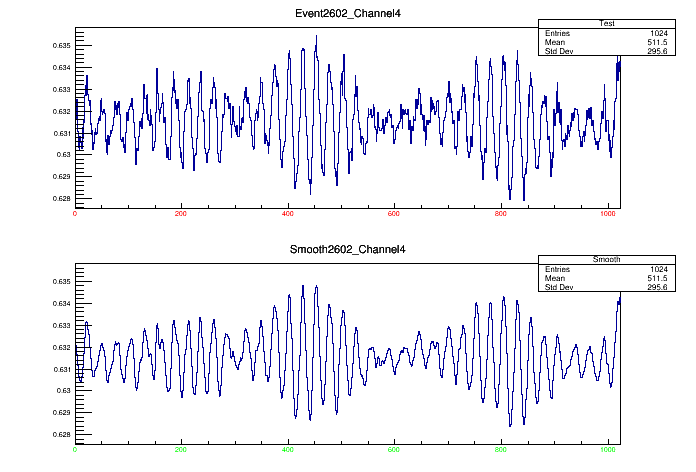 Event2602_Channel4
Test
Entries 1024
Mean 511.5
Std Dev 295.6
0.635
0.634
0.633
0.632
0.631
0.63
0.629
0.628
0 200 400 600 800 1000
Smooth2602_Channel4
Smooth
Entries 1024
Mean 511.5
Std Dev 295.6
0.635
0.634
0.633
0.632
0.631
0.63
0.629
0.628
0 200 400 600 800 1000